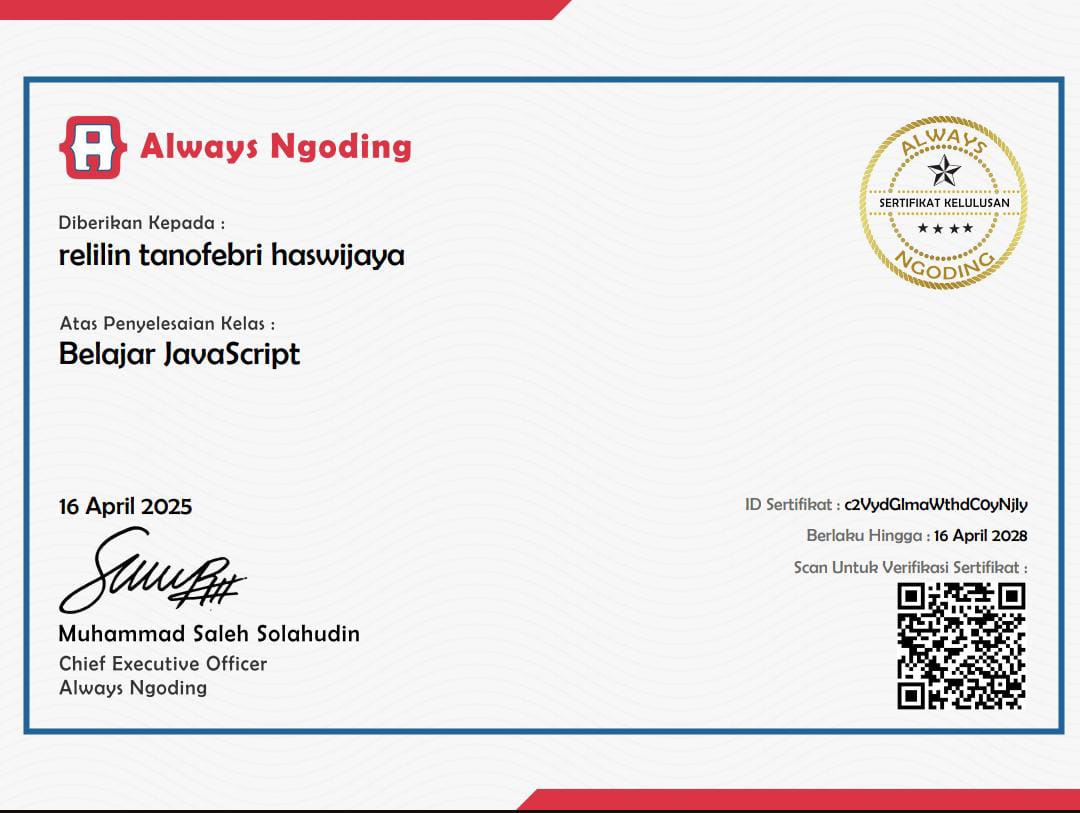 Always Ngoding
ALWAYS
SERTIFIKAT KELULUSAN
NGODING
Diberikan Kepada :
relilin tanofebri haswijaya
Atas Penyelesaian Kelas :
Belajar JavaScript
16 April 2025
Muhammad Saleh Solahudin
Chief Executive Officer
Always Ngoding
ID Sertifikat : c2VydGlmaWthdC0yNjIy
Berlaku Hingga : 16 April 2028
Scan Untuk Verifikasi Sertifikat :